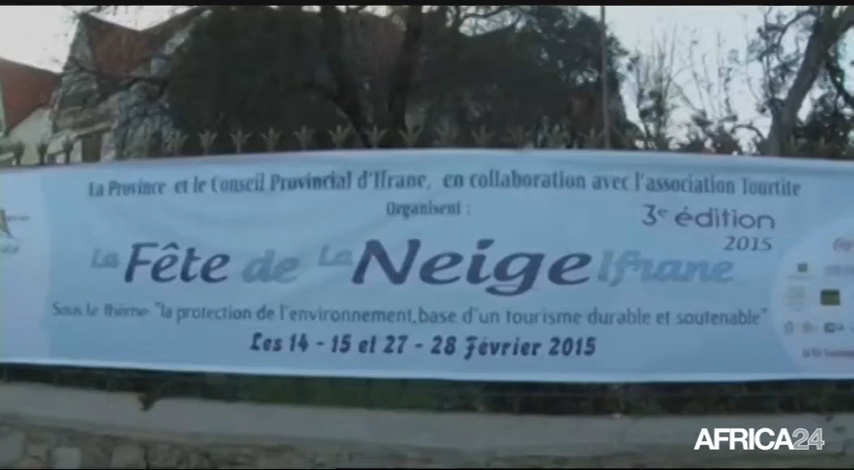 La Province et le Conseil Provincial d'Ifrane, en collaboration avec l'association Tourtite
Organisent :
3e édition
2015
La Fête de La Neige Ifrane
Sous le thème "la protection de l'environnement, base d'un tourisme durable et soutenable"
Les 14 - 15 et 27 - 28 Février 2015
AFRICA24